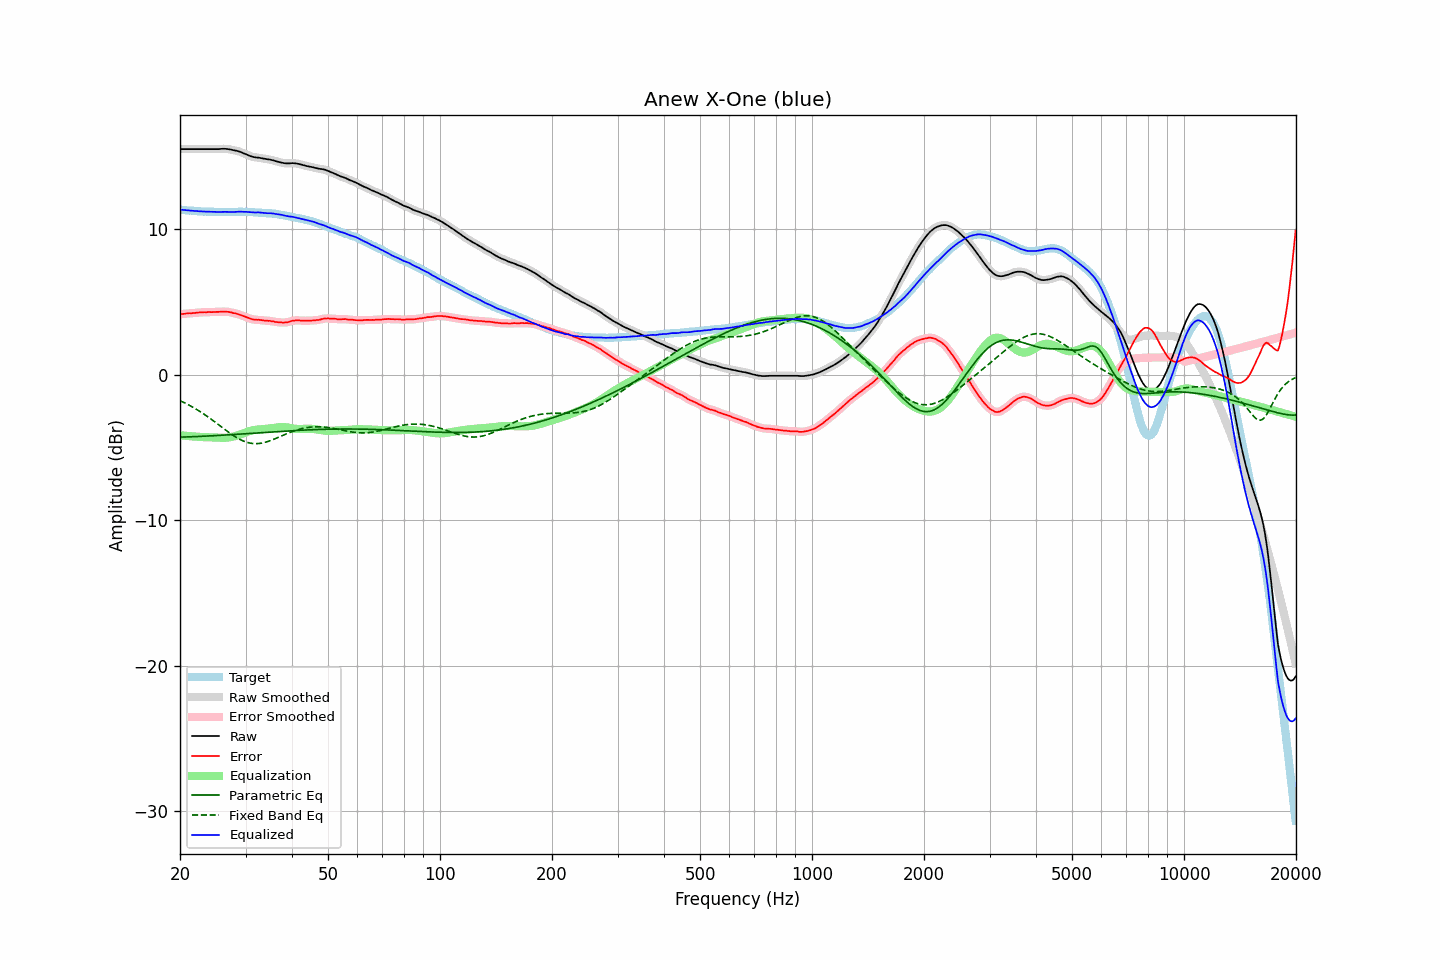 Anew X-One (blue)
Amplitude (dBr)
10
0
−10
−20
−30
Target
Raw Smoothed
Error Smoothed
Raw
Error
Equalization
Parametric Eq
Fixed Band Eq
Equalized
20
50
100
200
500
1000
2000
5000
10000
20000
Frequency (Hz)